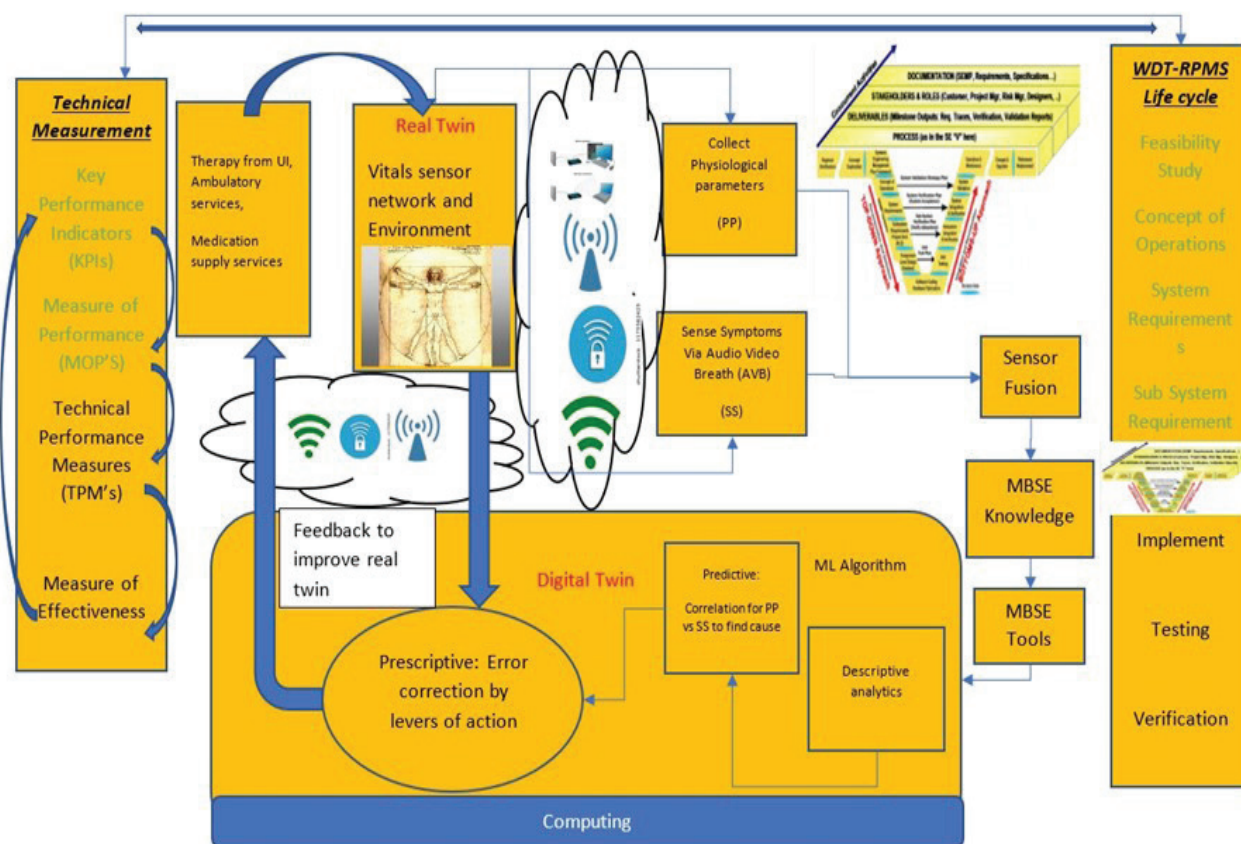 Technical
Measurement
Key
Performance
Indicators
(KPIs)
Measure of
Performance
(MOP'S)
Technical
Performance
Measures
(TPM's)
Measure of
Effectiveness
Therapy from UI,
Ambulatory
services,
Medication
supply services
Real Twin
Vitals sensor
network and
Environment
Collect
Physiological
parameters
(PP)
Sense Symptoms
Via Audio Video
Breath (AVB)
(SS)
Concurrent Activities
DOCUMENTATION (SEMP, Requirements, Specifications...)
STAKEHOLDERS & ROLES (Customer, Project Mgr, Risk Mgr, Designers, ..)
DELIVERABLES (Milestone Outputs: Req, Traces, Verification, Validation Reports)
PROCESS (as in the SE "V" here)
Sensor
Fusion
MBSE
Knowledge
MBSE
Tools
WDT-RPMS
Life cycle
Feasibility
Study
Concept of
Operations
System
Requirement
s
Sub System
Requirement
Implement
Testing
Verification
Feedback to
improve real
twin
Digital Twin
Predictive:
Correlation for PP
vs SS to find cause
ML Algorithm
Descriptive
analytics
Prescriptive: Error
correction by
levers of action
Computing